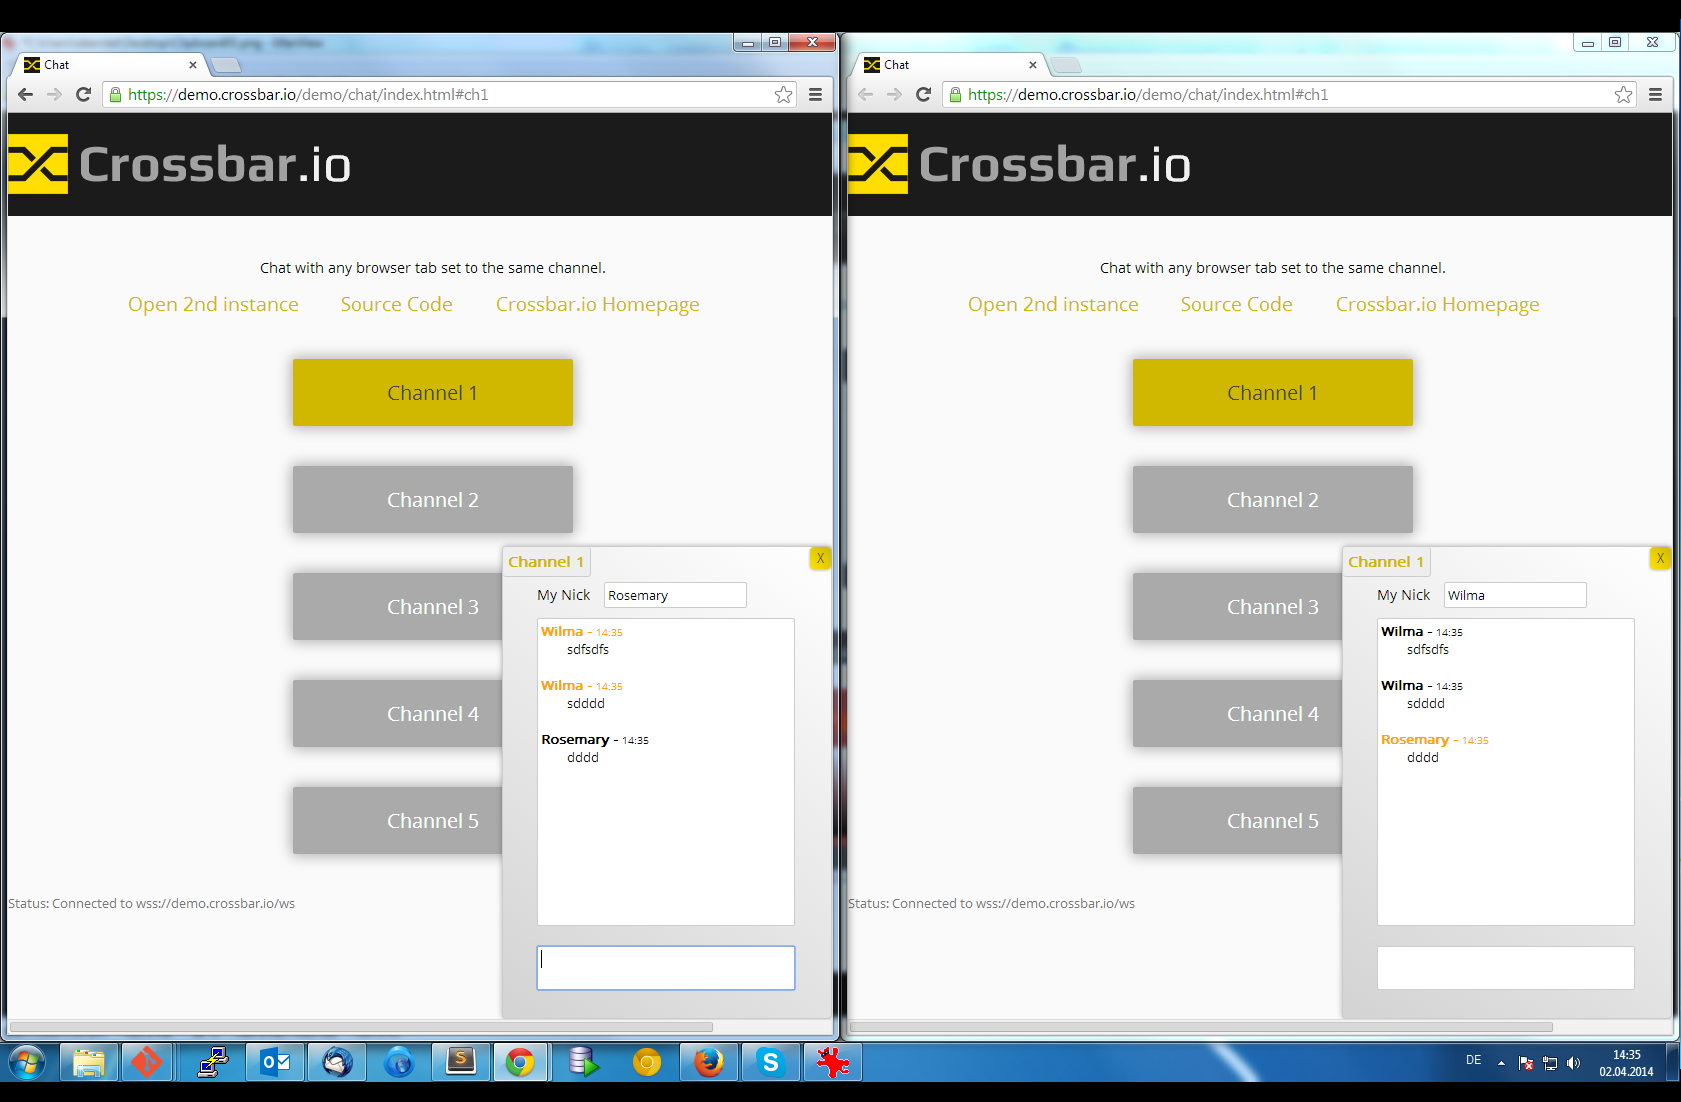 Chat
https://demo.crossbar.io/demo/chat/index.html#ch1
Crossbar.io
Chat with any browser tab set to the same channel.
Open 2nd instance Source Code Crossbar.io Homepage
Channel 1
Channel 2
Channel 3
Channel 4
Channel 5
Status: Connected to wss://demo.crossbar.io/ws
Channel 1 X
My Nick Rosemary
Wilma - 14:35
sdfsdfs
Wilma - 14:35
sdddd
Rosemary - 14:35
dddd
Chat
https://demo.crossbar.io/demo/chat/index.html#ch1
Crossbar.io
Chat with any browser tab set to the same channel.
Open 2nd instance Source Code Crossbar.io Homepage
Channel 1
Channel 2
Channel 3
Channel 4
Channel 5
Status: Connected to wss://demo.crossbar.io/ws
Channel 1 X
My Nick Wilma
Wilma - 14:35
sdfsdfs
Wilma - 14:35
sdddd
Rosemary - 14:35
dddd
DE
14:35
02.04.2014